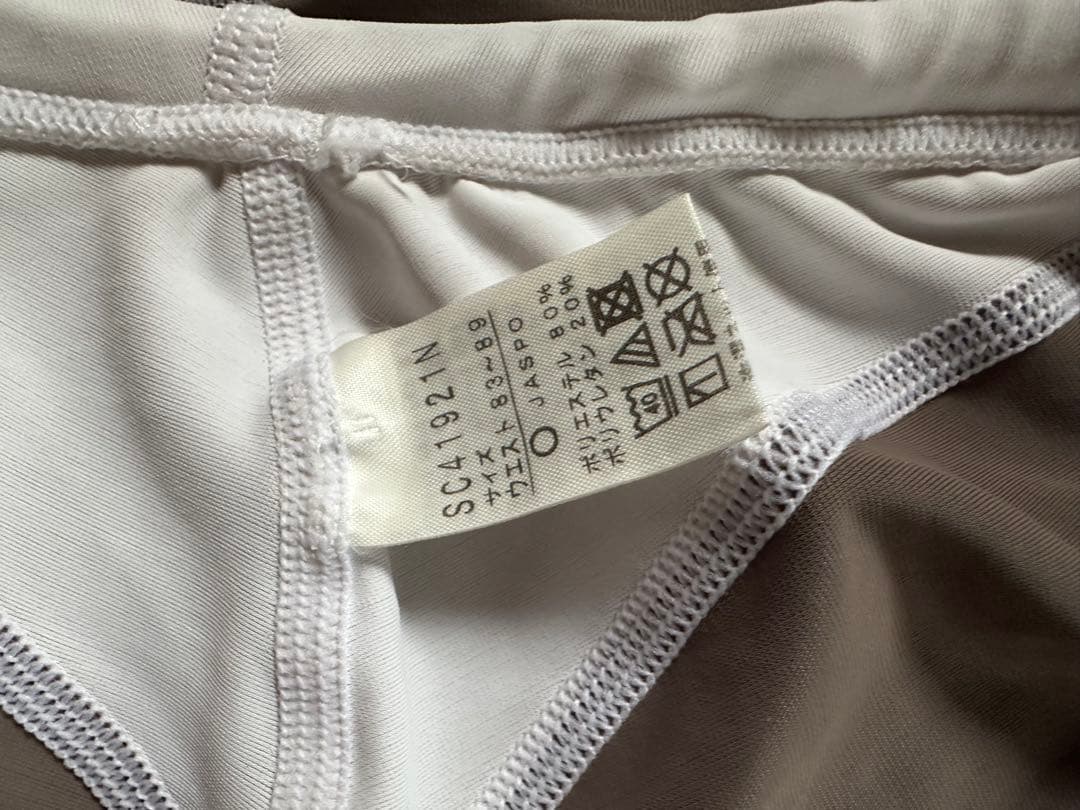 SC41921N
サイズ
ウエスト 83~89
O JASPO
ポリエステル 80%
ポリウレタン 20%
40